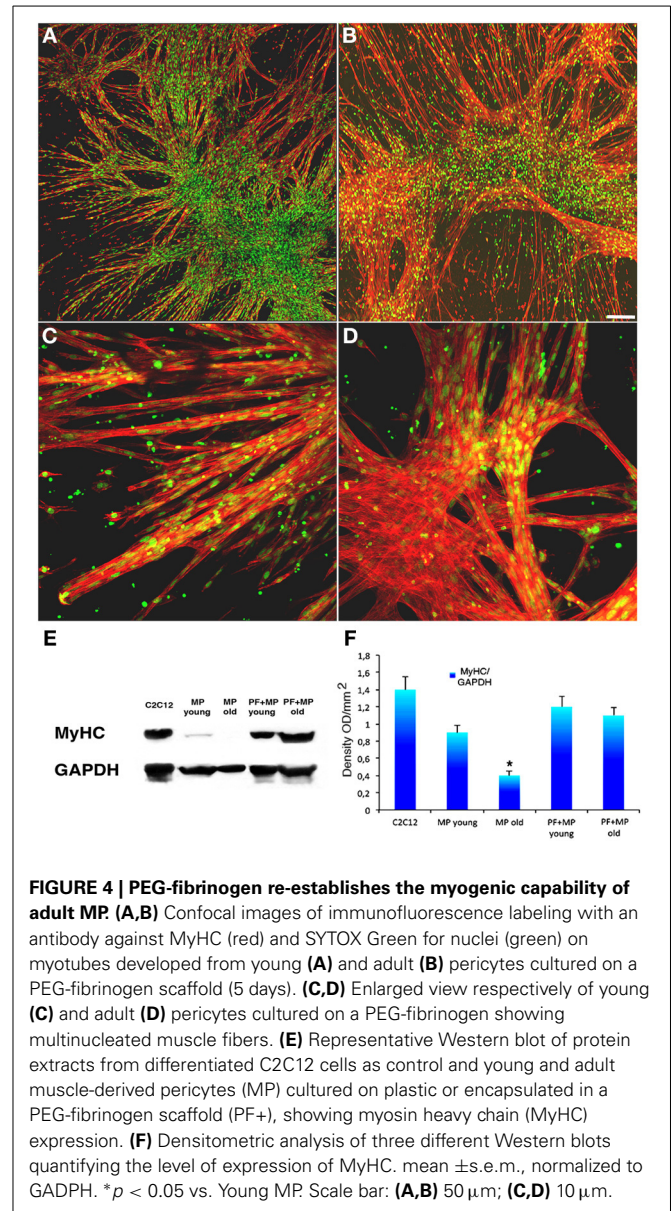 A
B
C
D
E
F
C2C12
MP young
MP old
PF+MP young
PF+MP old
MyHC
GAPDH
Density OD/mm2
1,8
1,6
1,4
1,2
1
0,8
0,6
0,4
0,2
0
MyHC/
GAPDH
*
C2C12
MP young
MP old
PF+MP young
PF+MP old
FIGURE 4 | PEG-fibrinogen re-establishes the myogenic capability of
adult MP. (A,B) Confocal images of immunofluorescence labeling with an
antibody against MyHC (red) and SYTOX Green for nuclei (green) on
myotubes developed from young (A) and adult (B) pericytes cultured on a
PEG-fibrinogen scaffold (5 days). (C,D) Enlarged view respectively of young
(C) and adult (D) pericytes cultured on a PEG-fibrinogen showing
multinucleated muscle fibers. (E) Representative Western blot of protein
extracts from differentiated C2C12 cells as control and young and adult
muscle-derived pericytes (MP) cultured on plastic or encapsulated in a
PEG-fibrinogen scaffold (PF+), showing myosin heavy chain (MyHC)
expression. (F) Densitometric analysis of three different Western blots
quantifying the level of expression of MyHC. mean ±s.e.m., normalized to
GADPH. *p < 0.05 vs. Young MP. Scale bar: (A,B) 50 μm; (C,D) 10 μm.